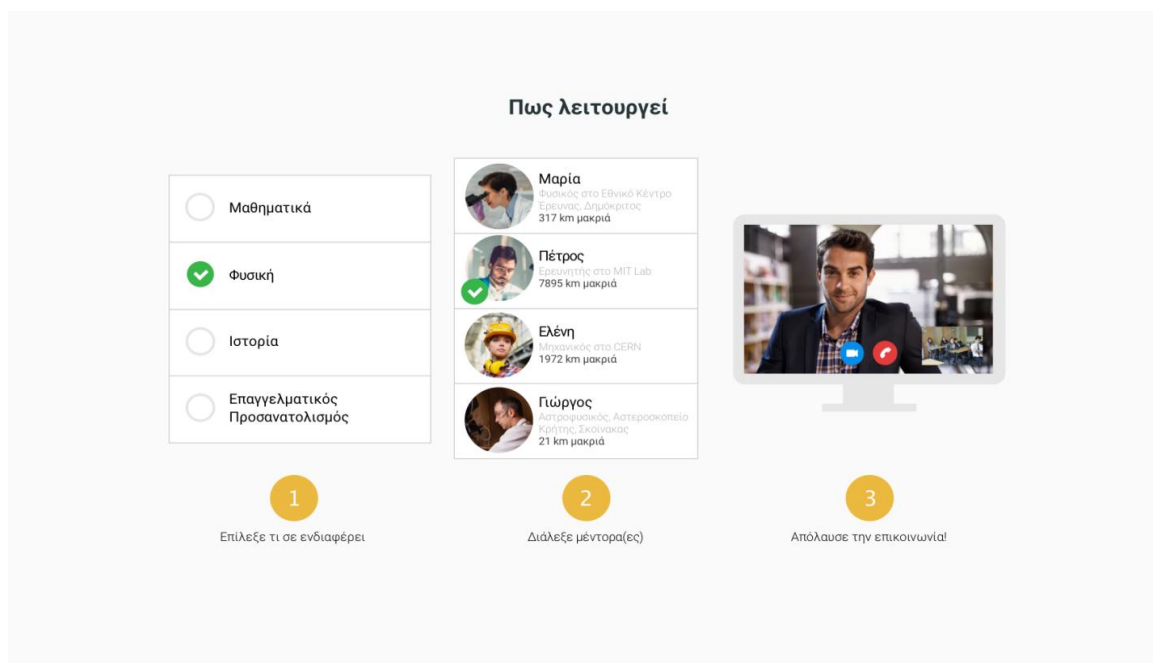 Πως λειτουργεί
Μαθηματικά
Φυσική
Ιστορία
Επαγγελματικός
Προσανατολισμός
Μαρία
Φυσικός στο Εθνικό Κέντρο
Έρευνας, Δημόκριτος
317 km μακριά
Πέτρος
Ερευνητής στο MIT Lab
7895 km μακριά
Ελένη
Μηχανικός στο CERN
1972 km μακριά
Γιώργος
Αστροφυσικός, Αστεροσκοπείο
Κρήτης, Σκοίνακας
21 km μακριά
1
Επίλεξε τι σε ενδιαφέρει
2
Διάλεξε μέντορα(ες)
3
Απόλαυσε την επικοινωνία!